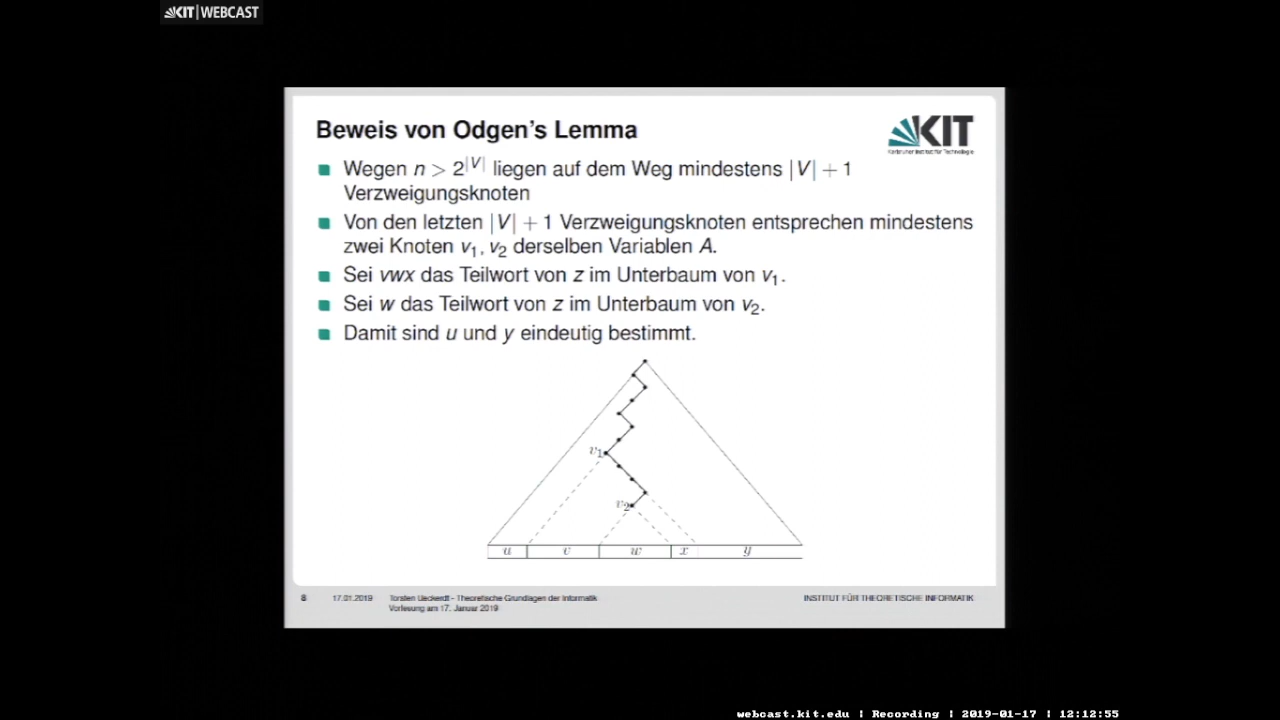 KIT | WEBCAST
Beweis von Odgen's Lemma
KIT
Karlsruher Institut für Technologie
Wegen n > 2^|V| liegen auf dem Weg mindestens |V| + 1
Verzweigungsknoten
Von den letzten |V| + 1 Verzweigungsknoten entsprechen mindestens
zwei Knoten v₁, v₂ derselben Variablen A.
Sei vwx das Teilwort von z im Unterbaum von v₁.
Sei w das Teilwort von z im Unterbaum von v₂.
Damit sind u und y eindeutig bestimmt.
v₁
v₂
u v w x y
8 17.01.2019 Torsten Ueckerdt - Theoretische Grundlagen der Informatik INSTITUT FÜR THEORETISCHE INFORMATIK
Vorlesung am 17. Januar 2019
webcast.kit.edu | Recording | 2019-01-17 | 12:12:55